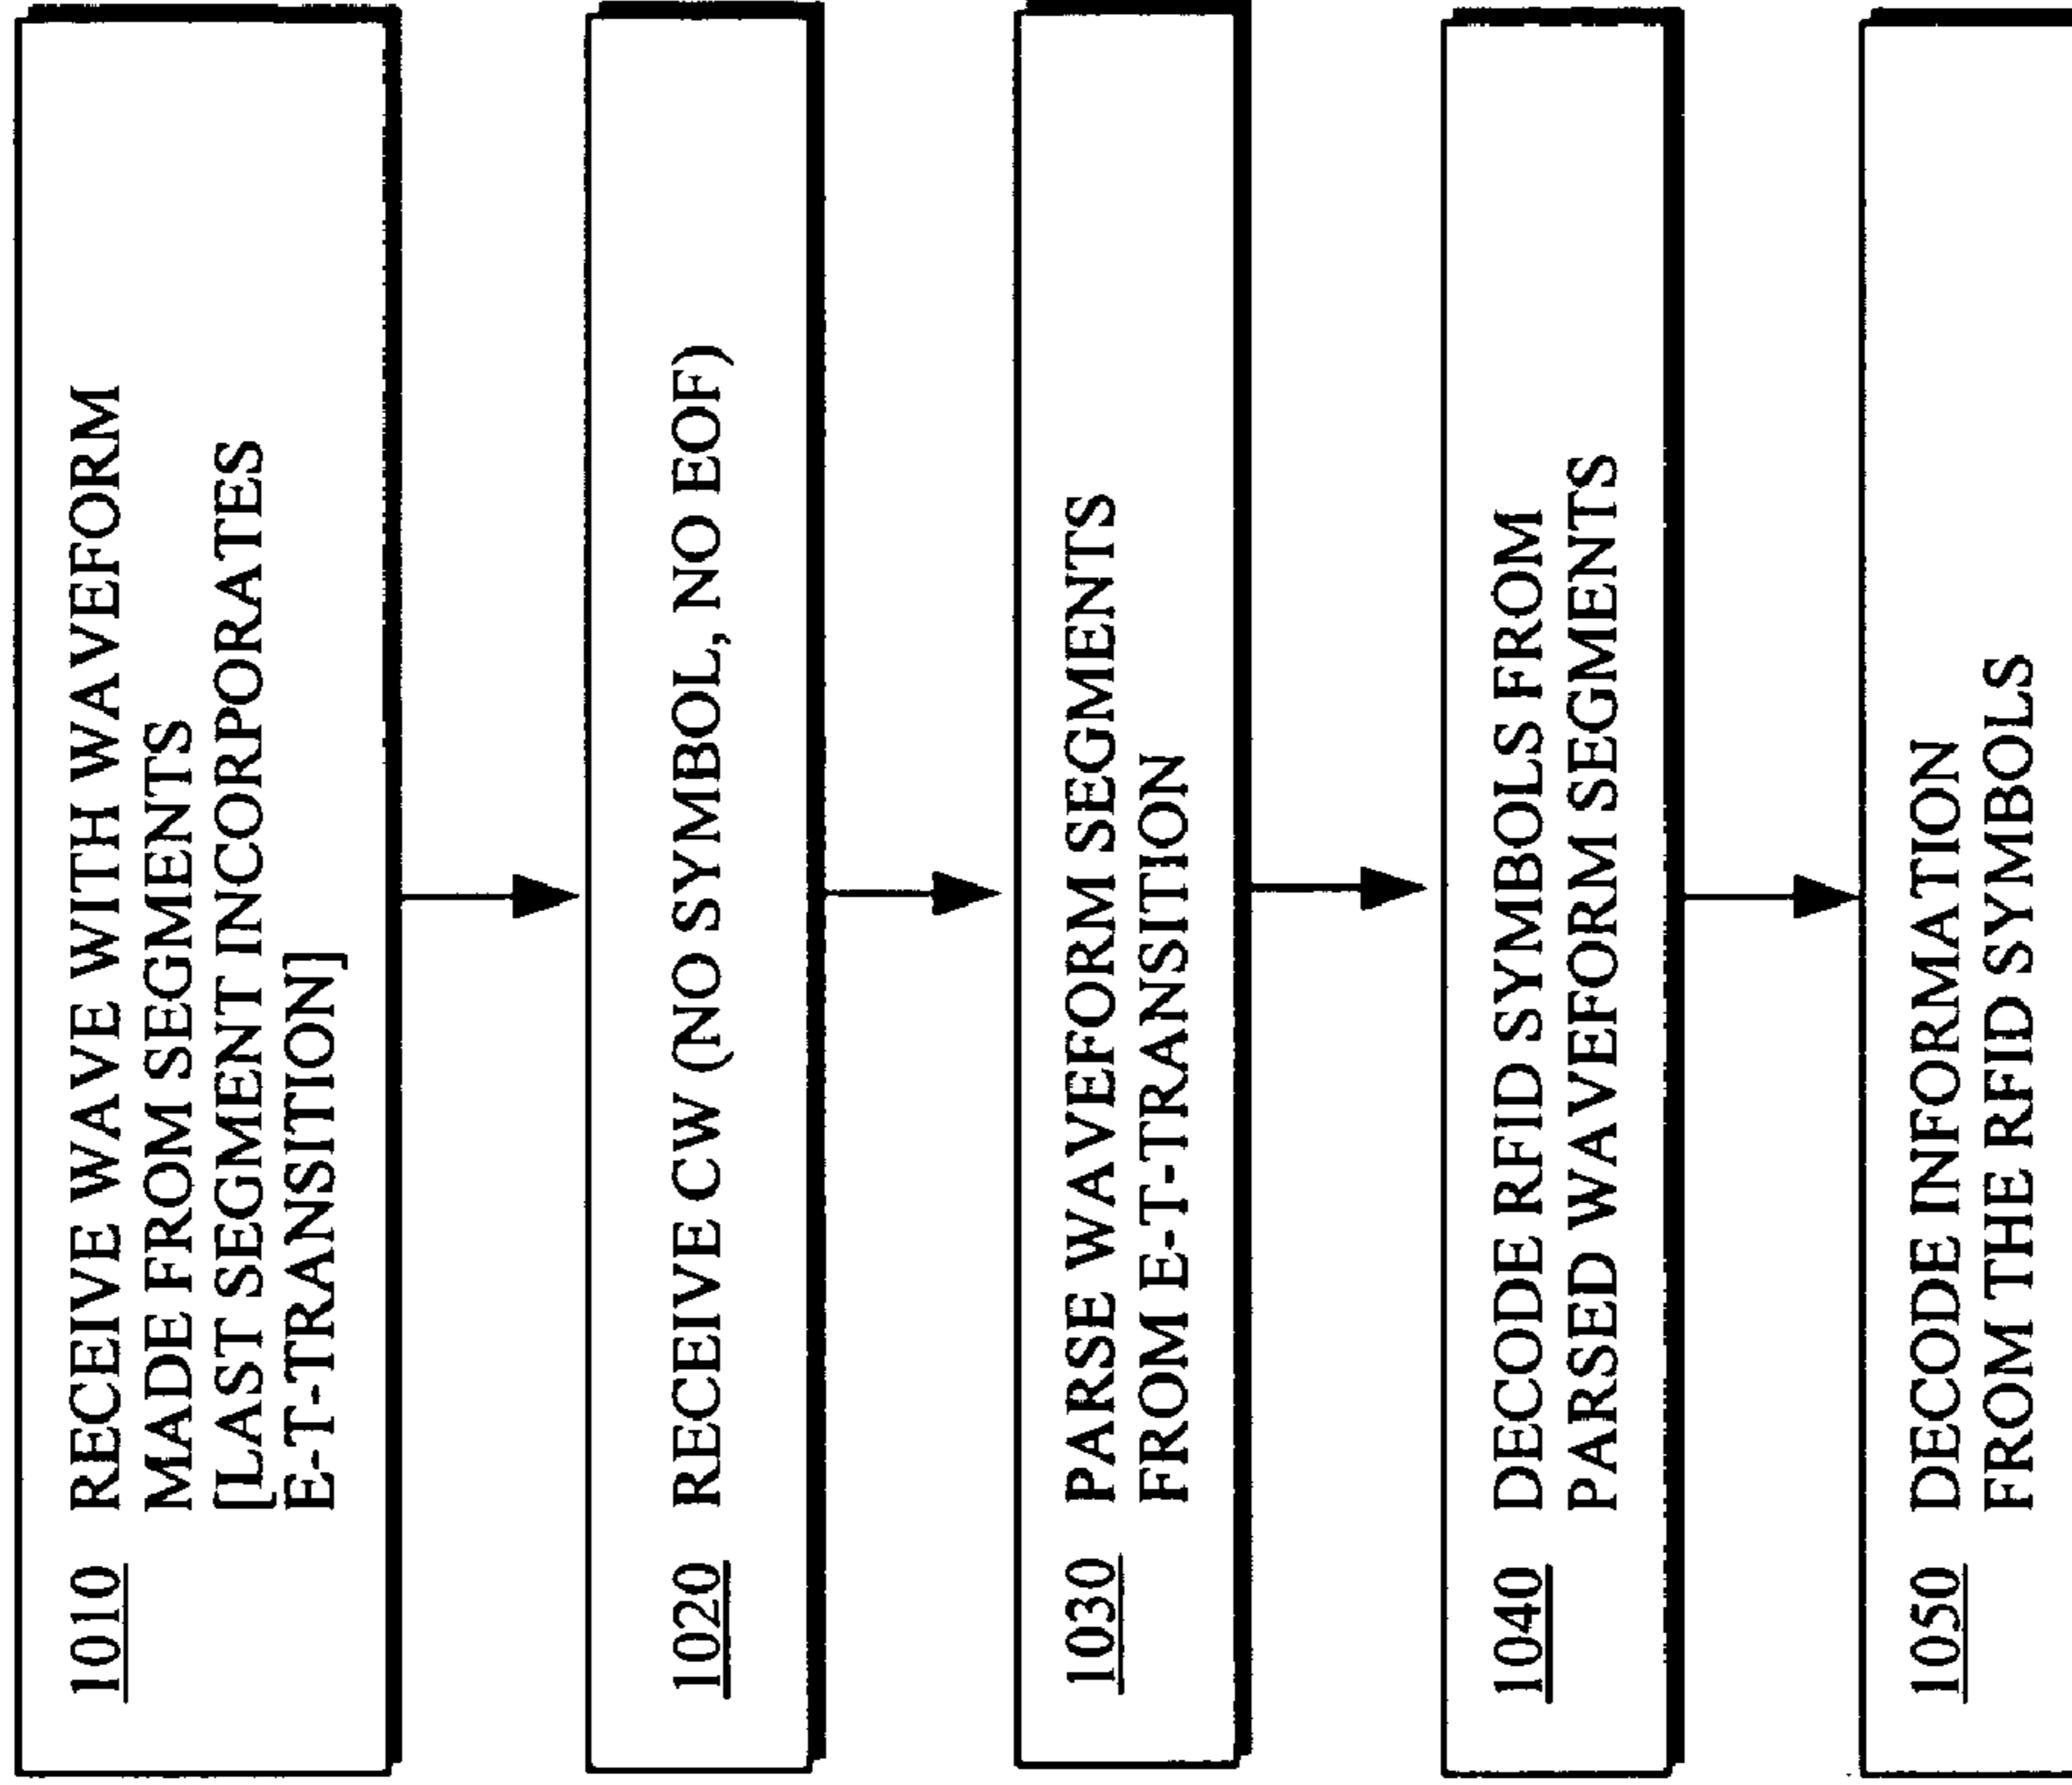 1010 RECEIVE WAVE WITH WAVEFORM
MADE FROM SEGMENTS
[LAST SEGMENT INCORPORATES
E-T-TRANSITION]
1020 RECEIVE CW (NO SYMBOL, NO EOF)
1030 PARSE WAVEFORM SEGMENTS
FROM E-T-TRANSITION
1040 DECODE RFID SYMBOLS FROM
PARSED WAVEFORM SEGMENTS
1050 DECODE INFORMATION
FROM THE RFID SYMBOLS